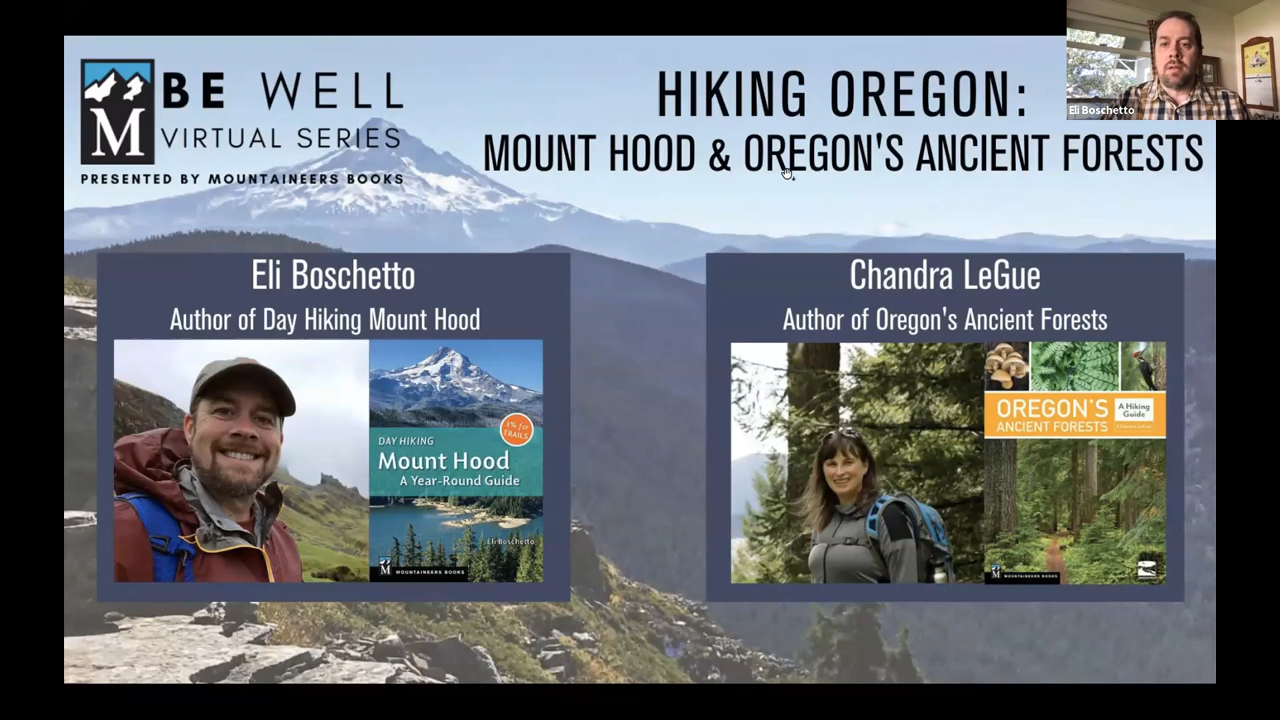 BE WELL
VIRTUAL SERIES
PRESENTED BY MOUNTAINEERS BOOKS
M
HIKING OREGON:
MOUNT HOOD & OREGON'S ANCIENT FORESTS
Eli Boschetto
Eli Boschetto
Author of Day Hiking Mount Hood
1% for
TRAILS
DAY HIKING
Mount Hood
A Year-Round Guide
Eli Boschetto
MOUNTAINEERS BOOKS
Chandra LeGue
Author of Oregon's Ancient Forests
OREGON'S
ANCIENT FORESTS
A Hiking
Guide
MOUNTAINEERS BOOKS